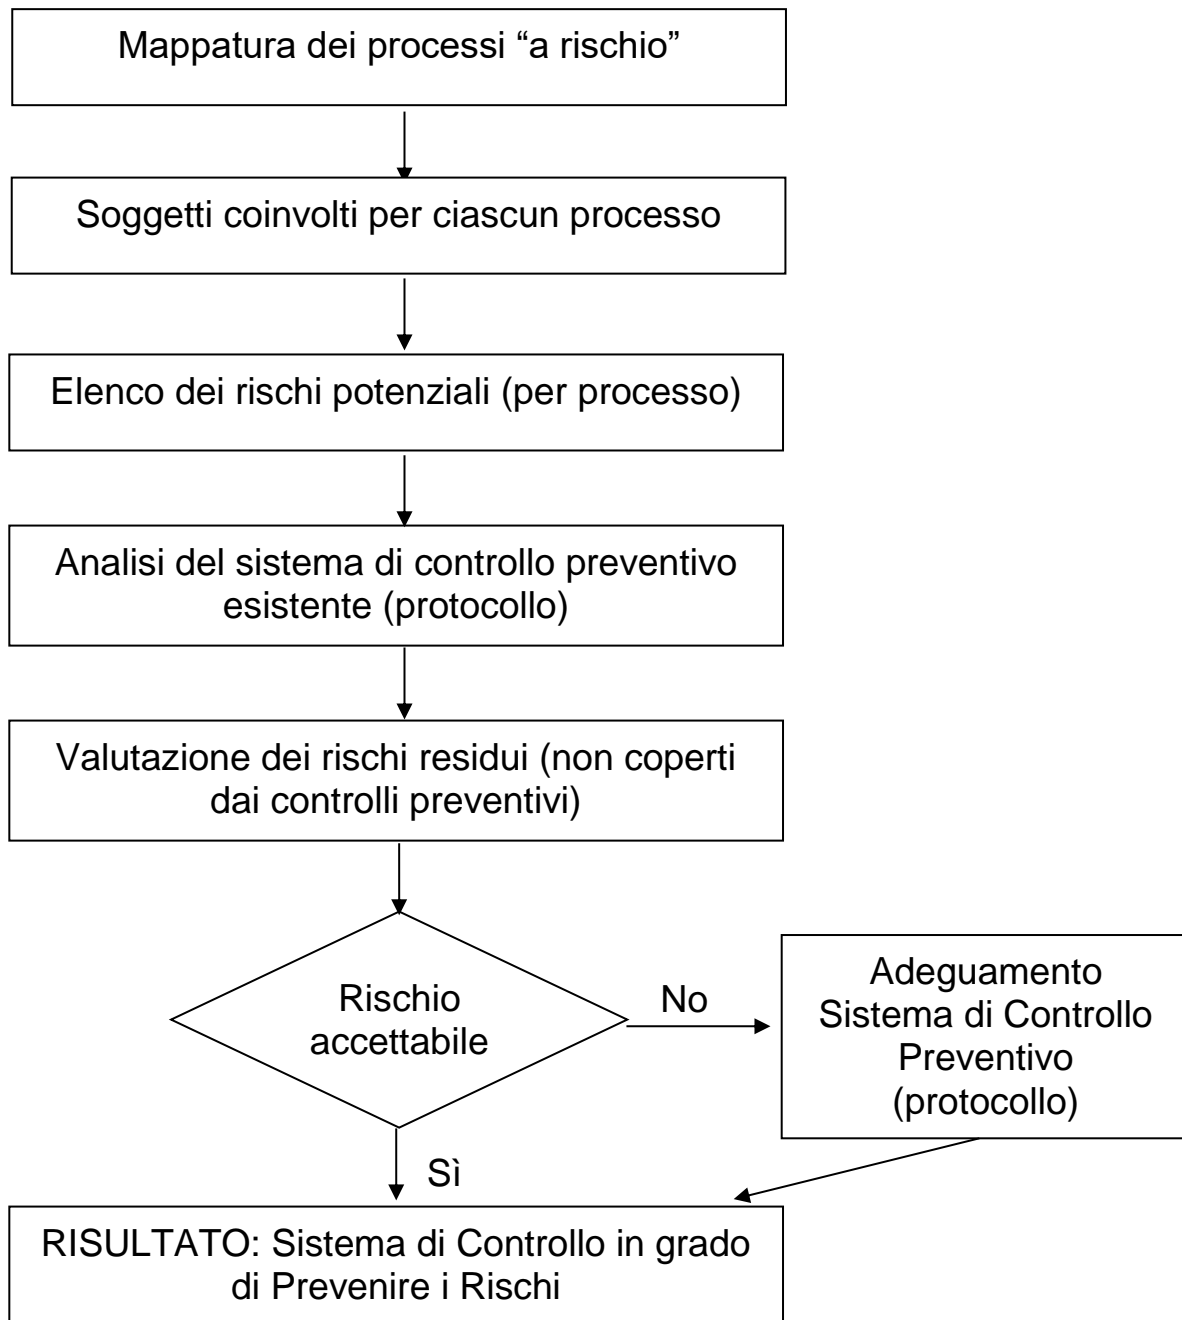 Mappatura dei processi “a rischio”
Soggetti coinvolti per ciascun processo
Elenco dei rischi potenziali (per processo)
Analisi del sistema di controllo preventivo
esistente (protocollo)
Valutazione dei rischi residui (non coperti
dai controlli preventivi)
Rischio
accettabile
No
Adeguamento
Sistema di Controllo
Preventivo
(protocollo)
Sì
RISULTATO: Sistema di Controllo in grado
di Prevenire i Rischi